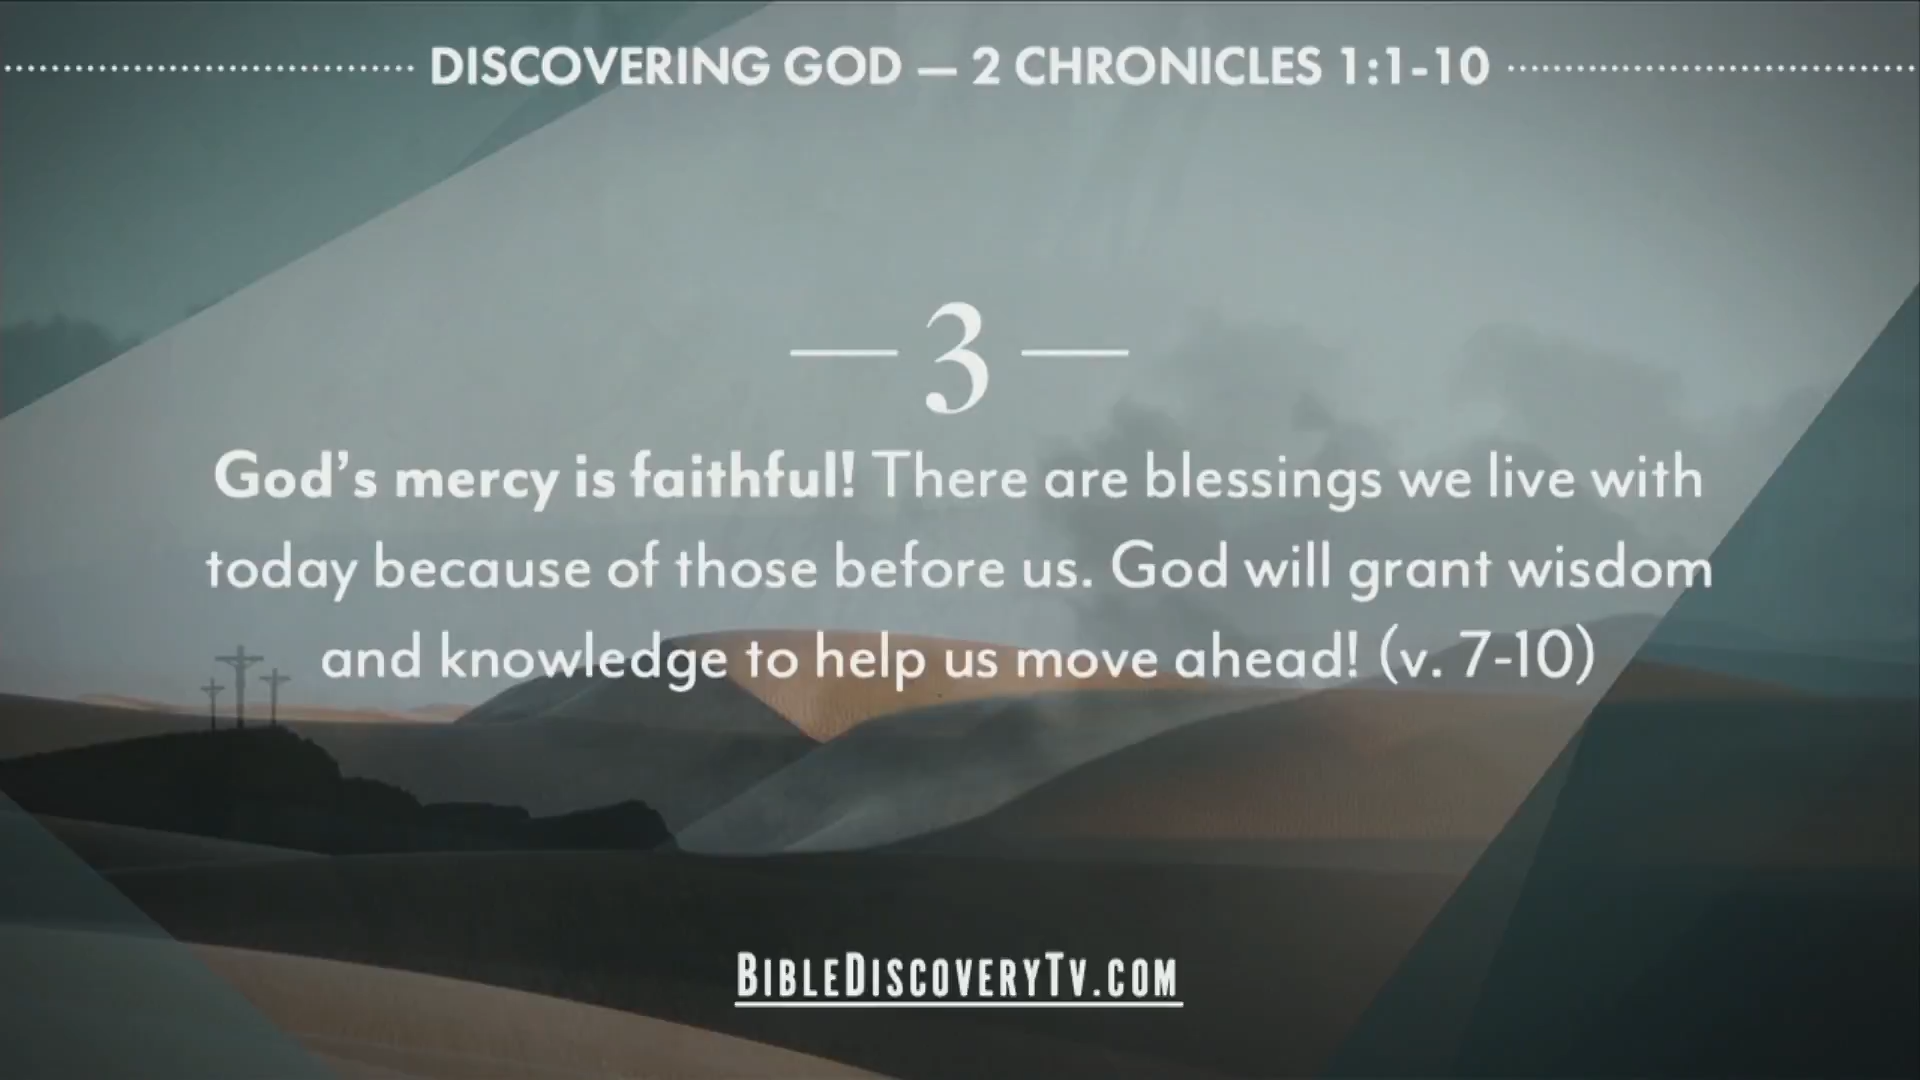 DISCOVERING GOD — 2 CHRONICLES 1:1-10
— 3 —
God’s mercy is faithful! There are blessings we live with
today because of those before us. God will grant wisdom
and knowledge to help us move ahead! (v. 7-10)
BIBLEDISCOVERYTV.COM